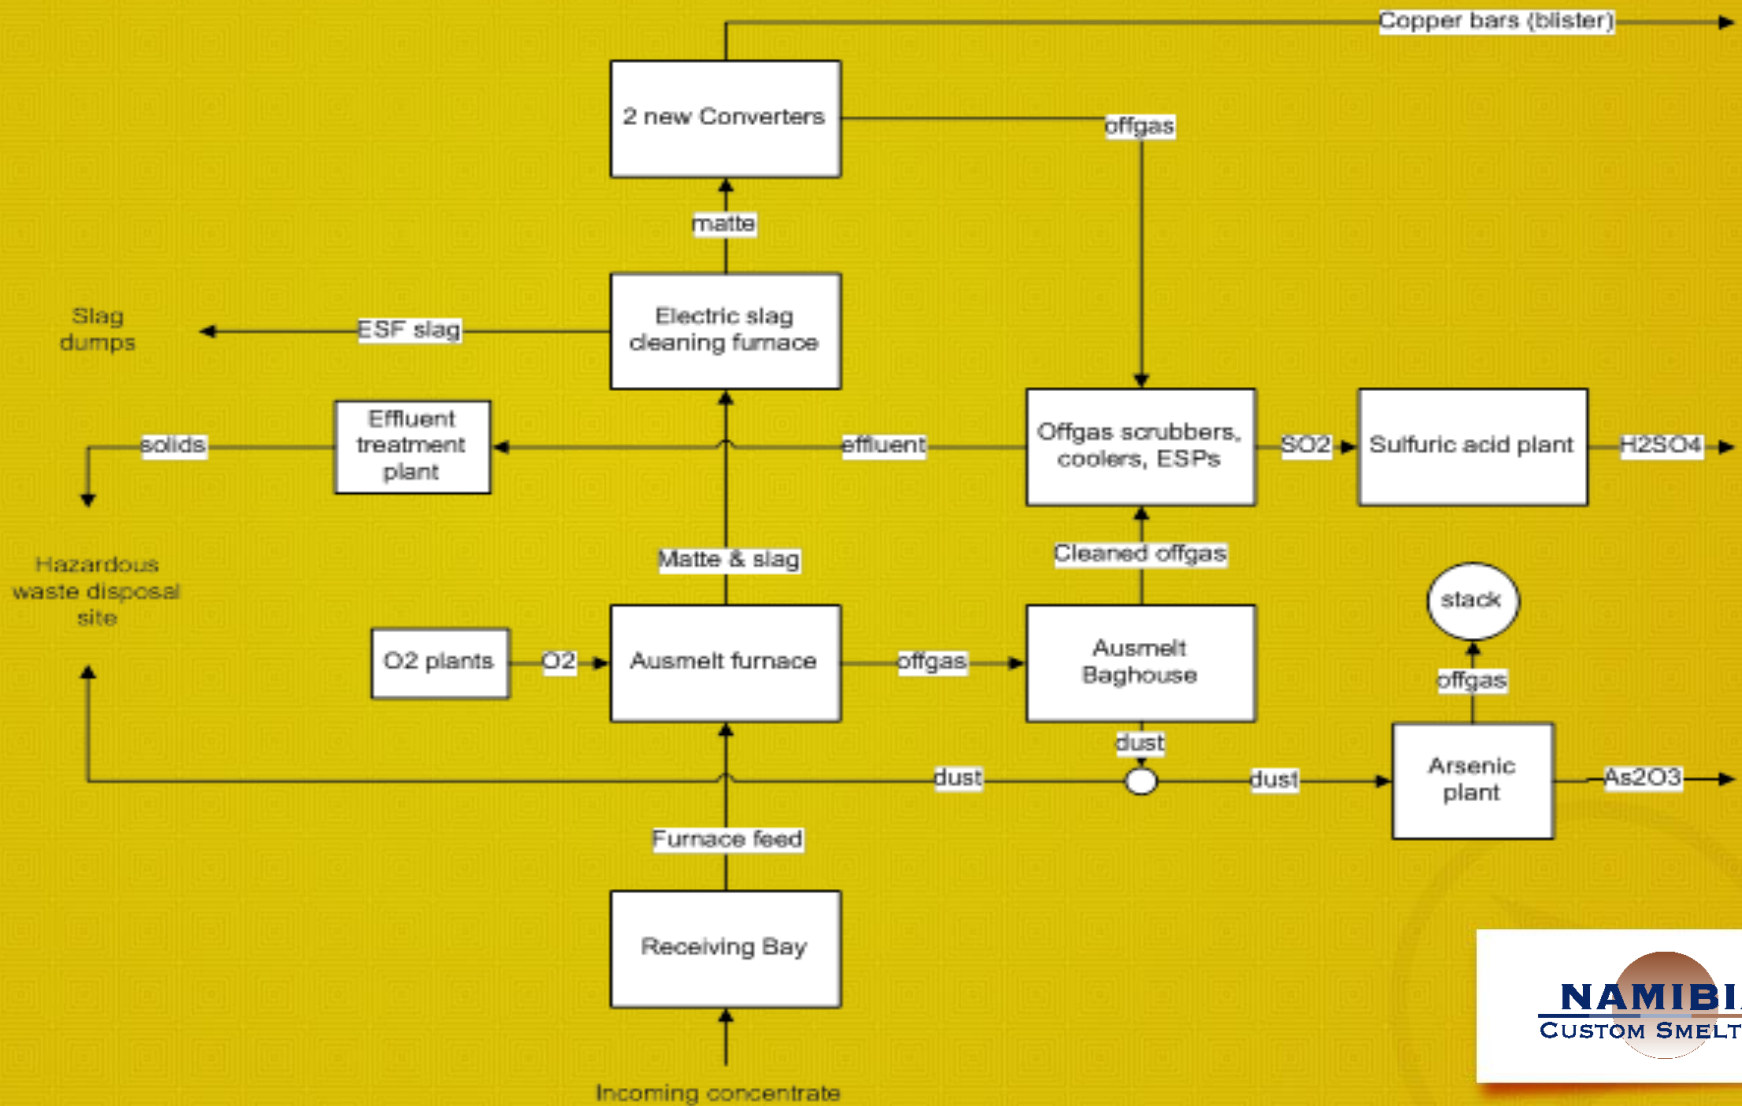 Copper bars (blister)
2 new Converters
offgas
matte
Slag
dumps
ESF slag
Electric slag
cleaning furnace
solids
Effluent
treatment
plant
effluent
Offgas scrubbers,
coolers, ESPs
SO2
Sulfuric acid plant
H2SO4
Hazardous
waste disposal
site
Matte & slag
Cleaned offgas
stack
O2 plants
O2
Ausmelt furnace
offgas
Ausmelt
Baghouse
offgas
dust
dust
dust
Arsenic
plant
As2O3
Furnace feed
Receiving Bay
Incoming concentrate
NAMIBIA
CUSTOM SMELT